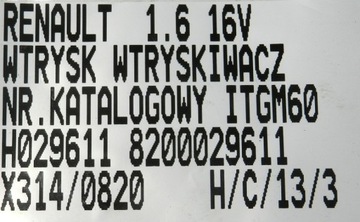 RENAULT 1.6 16V
WTRYSK WTRYSKIWACZ
NR.KATALOGOWY ITGM60
H029611 8200029611
X314/0820 H/C/13/3